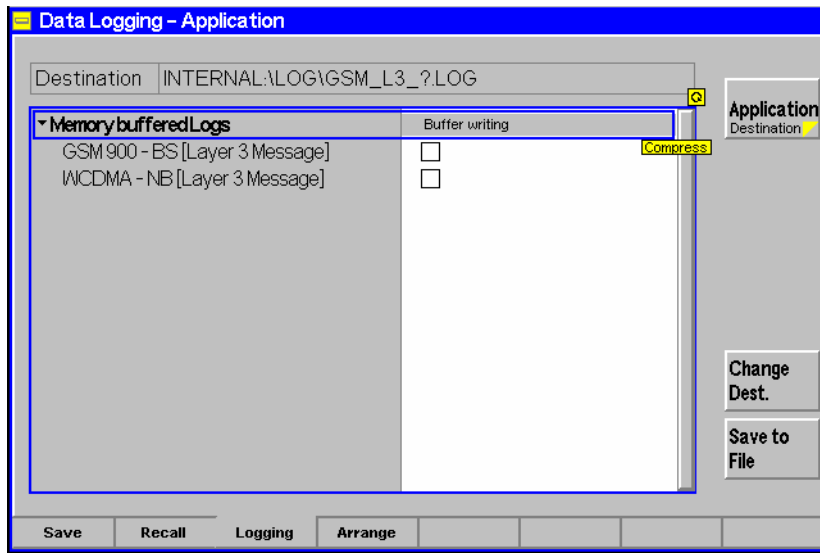 Data Logging - Application
Destination INTERNAL:\LOG\GSM_L3_?.LOG
Application
Destination
Memory buffered Logs Buffer writing
Compress
GSM 900 - BS [Layer 3 Message]
WCDMA - NB [Layer 3 Message]
Change
Dest.
Save to
File
Save Recall Logging Arrange